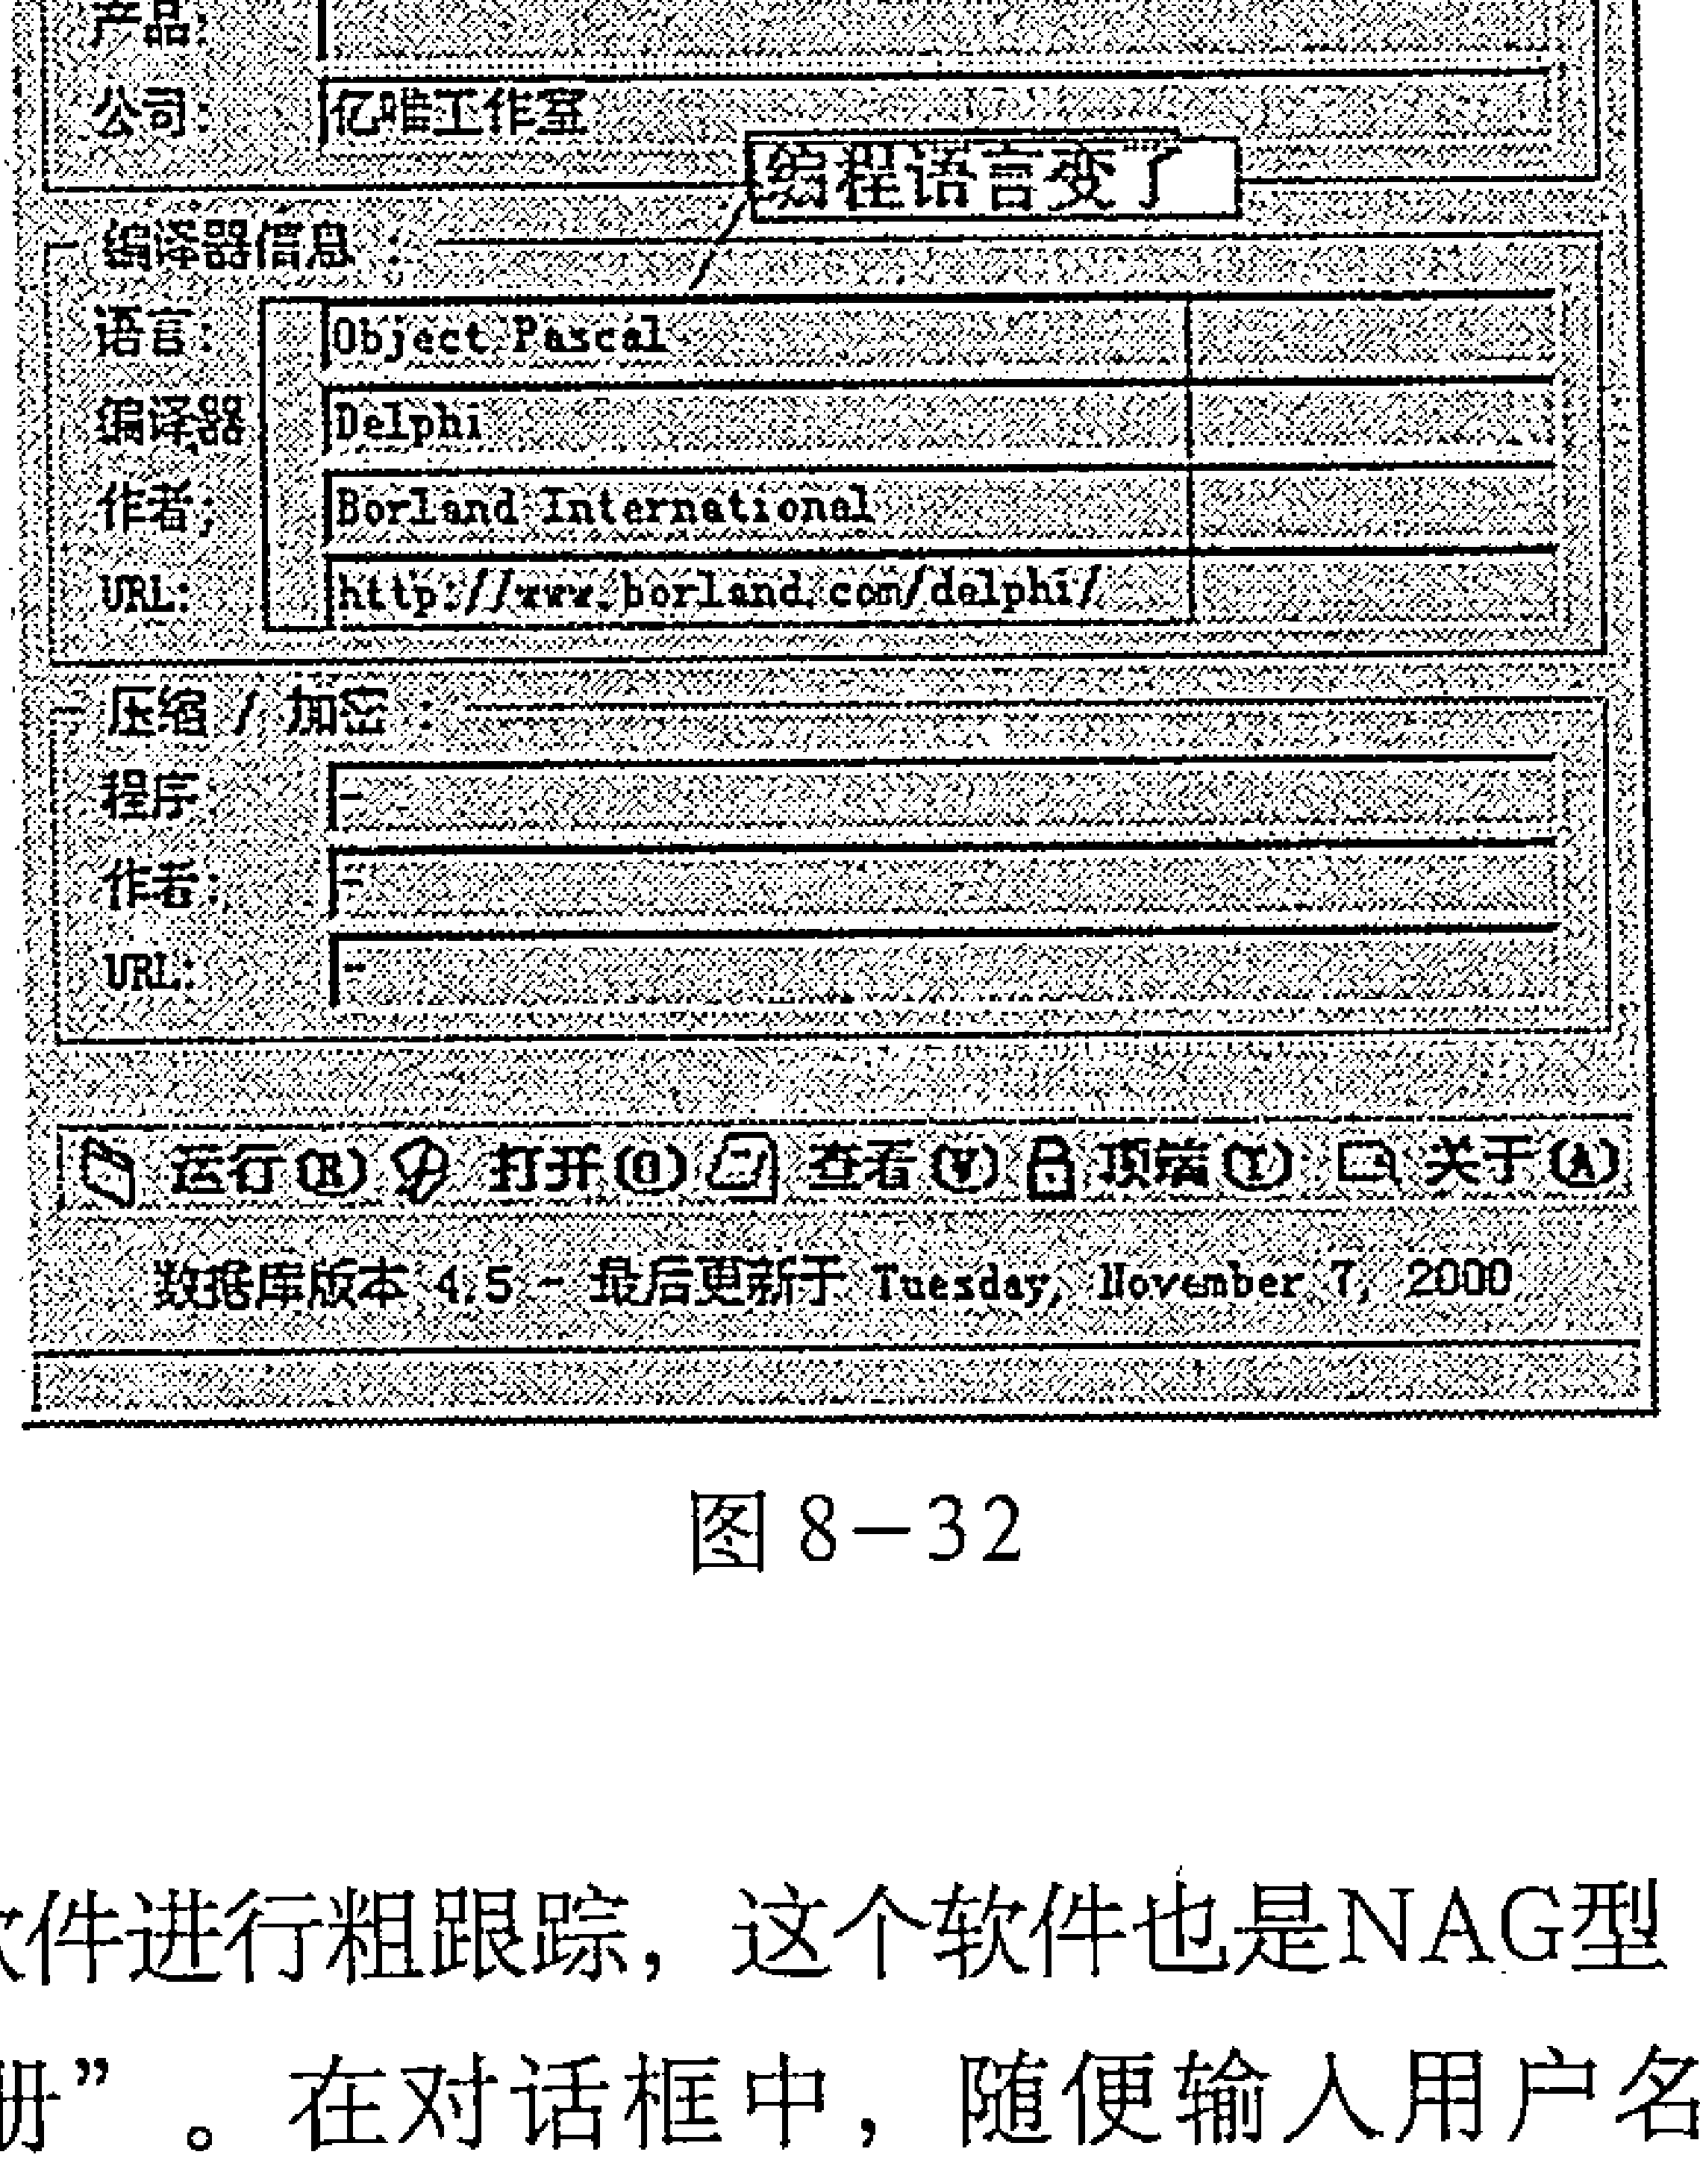 产品:
公司: 亿唯工作室
编程语言变了
编译器信息 :
语言: Object Pascal
编译器 Delphi
作者: Borland International
URL: http://www.borland.com/delphi/
压缩 / 加密 :
程序: -
作者: -
URL: -
运行(R) 打开(O) 查看(V) 顶端(T) 关于(A)
数据库版本 4.5 - 最后更新于 Tuesday, November 7, 2000
图 8-32
软件进行粗跟踪，这个软件也是NAG型
册”。在对话框中，随便输入用户名